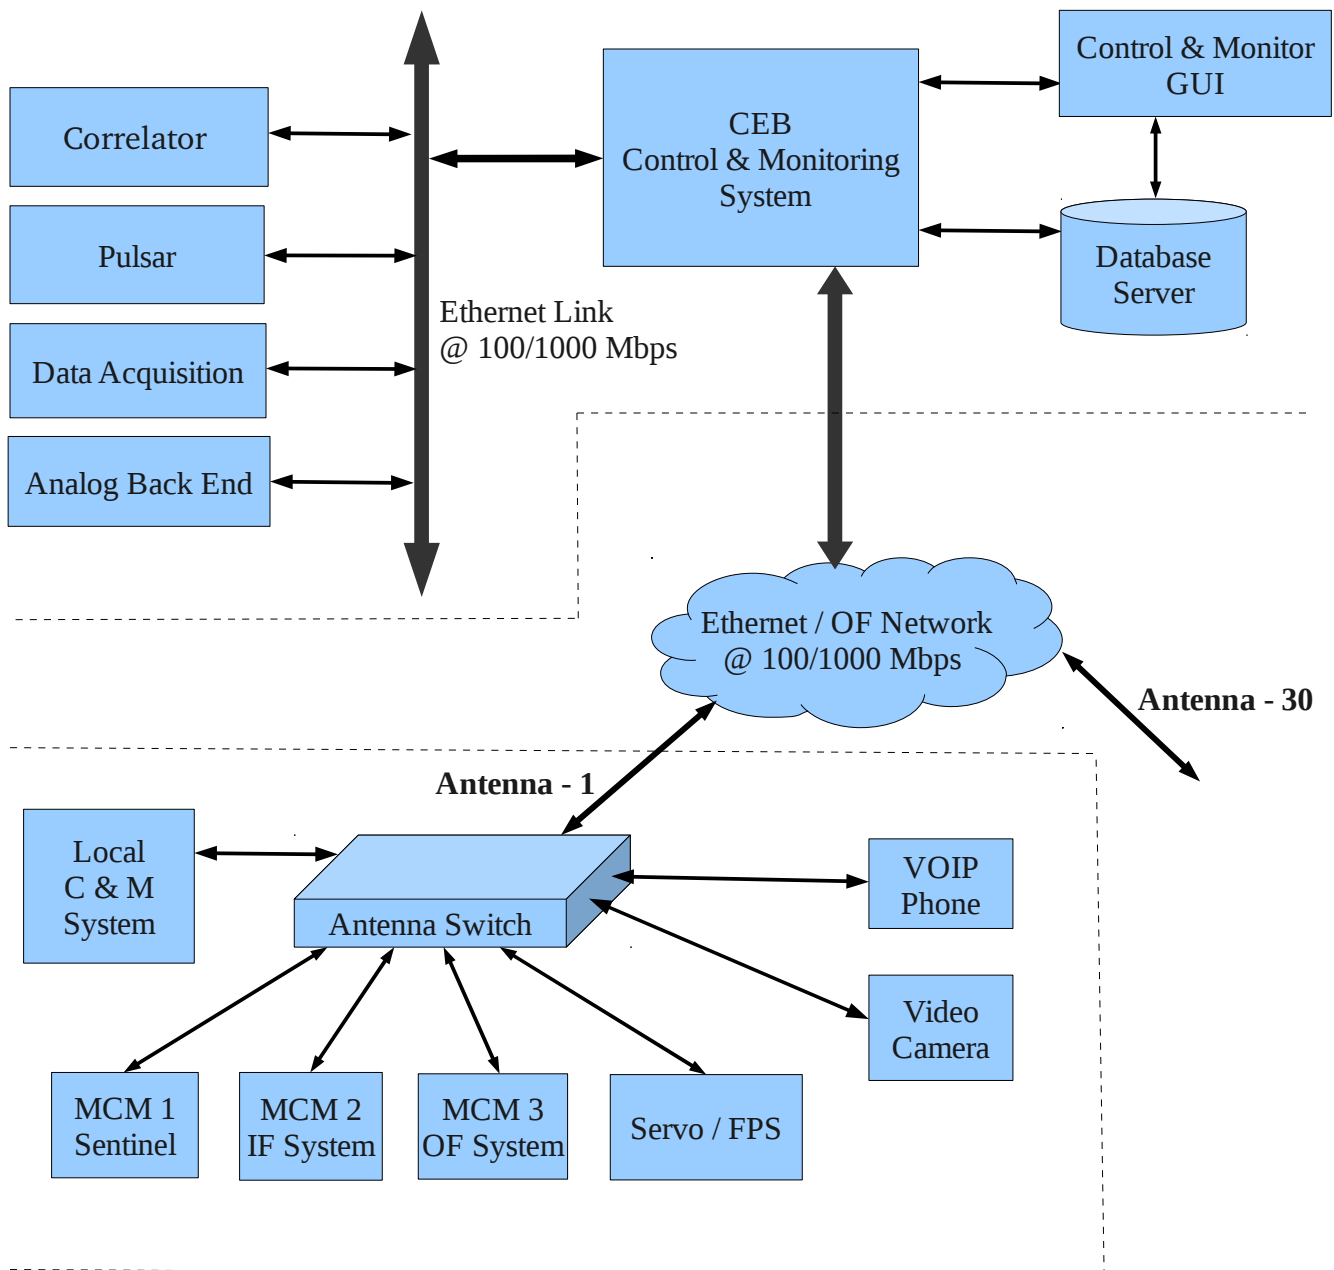 Control & Monitor
GUI
CEB
Control & Monitoring
System
Correlator
Pulsar
Database
Server
Ethernet Link
@ 100/1000 Mbps
Data Acquisition
Analog Back End
Ethernet / OF Network
@ 100/1000 Mbps
Antenna - 30
Antenna - 1
Local
C & M
System
Antenna Switch
VOIP
Phone
Video
Camera
MCM 1
Sentinel
MCM 2
IF System
MCM 3
OF System
Servo / FPS